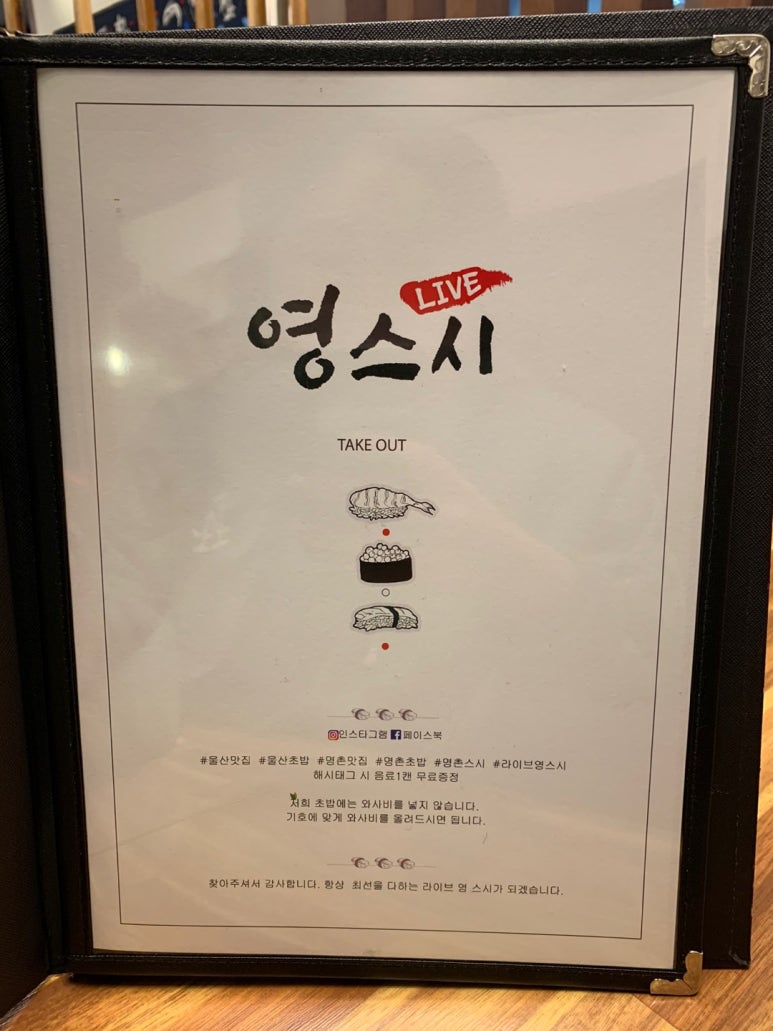 LIVE
영스시
TAKE OUT
인스타그램 페이스북
#울산맛집 #울산초밥 #명촌맛집 #명촌초밥 #명촌스시 #라이브영스시
해시태그 시 음료1캔 무료증정
저희 초밥에는 와사비를 넣지 않습니다.
기호에 맞게 와사비를 올려드시면 됩니다.
찾아주셔서 감사합니다. 항상 최선을 다하는 라이브 영 스시가 되겠습니다.